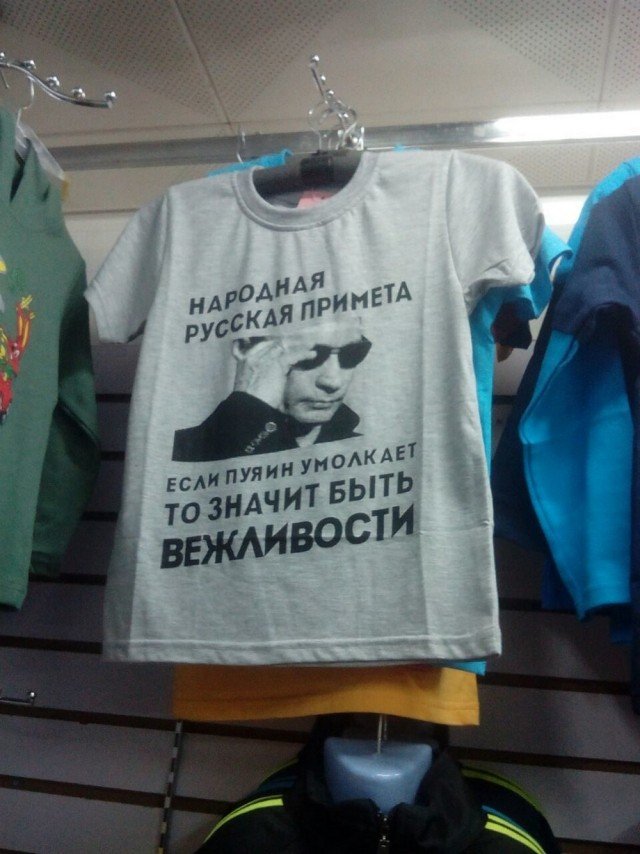 НАРОДНАЯ
РУССКАЯ ПРИМЕТА
ЕСЛИ ПУЯИН УМОЛКАЕТ
ТО ЗНАЧИТ БЫТЬ
ВЕЖЛИВОСТИ